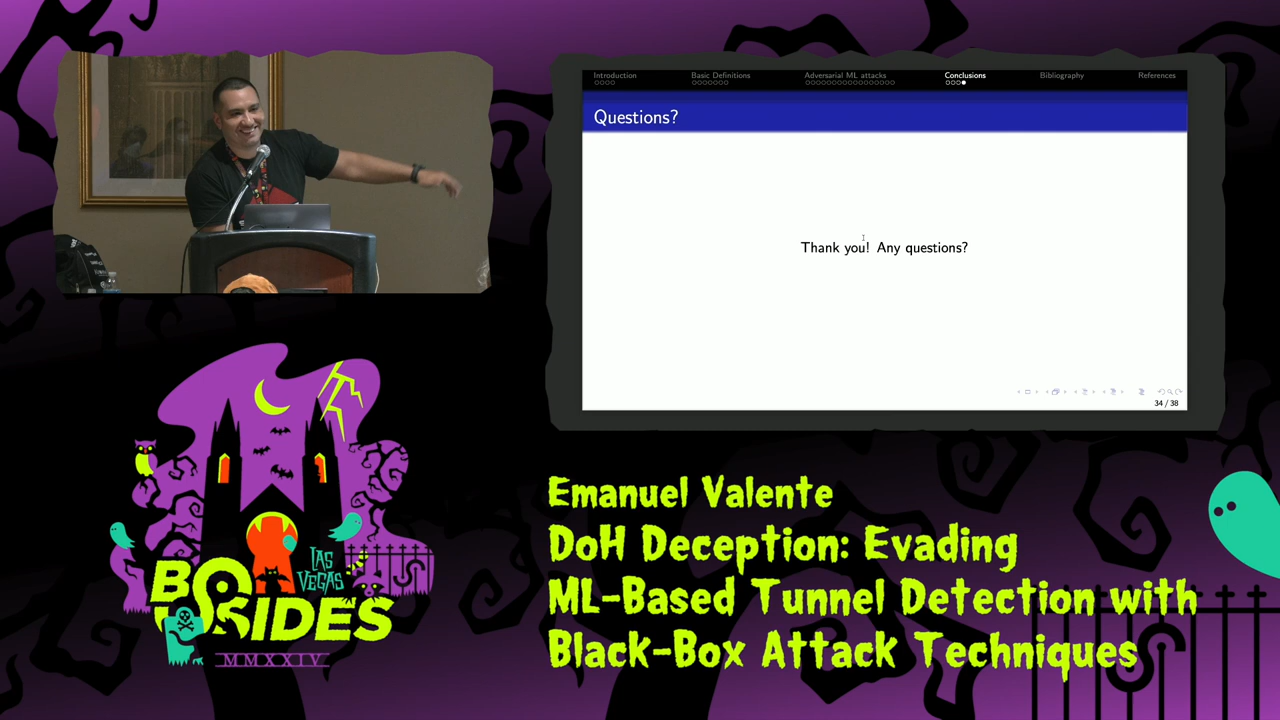 Introduction
Basic Definitions
Adversarial ML attacks
Conclusions
Bibliography
References
Questions?
Thank you! Any questions?
34 / 38
BSIDES
LAS
VEGAS
MMXXIV
Emanuel Valente
DoH Deception: Evading
ML-Based Tunnel Detection with
Black-Box Attack Techniques